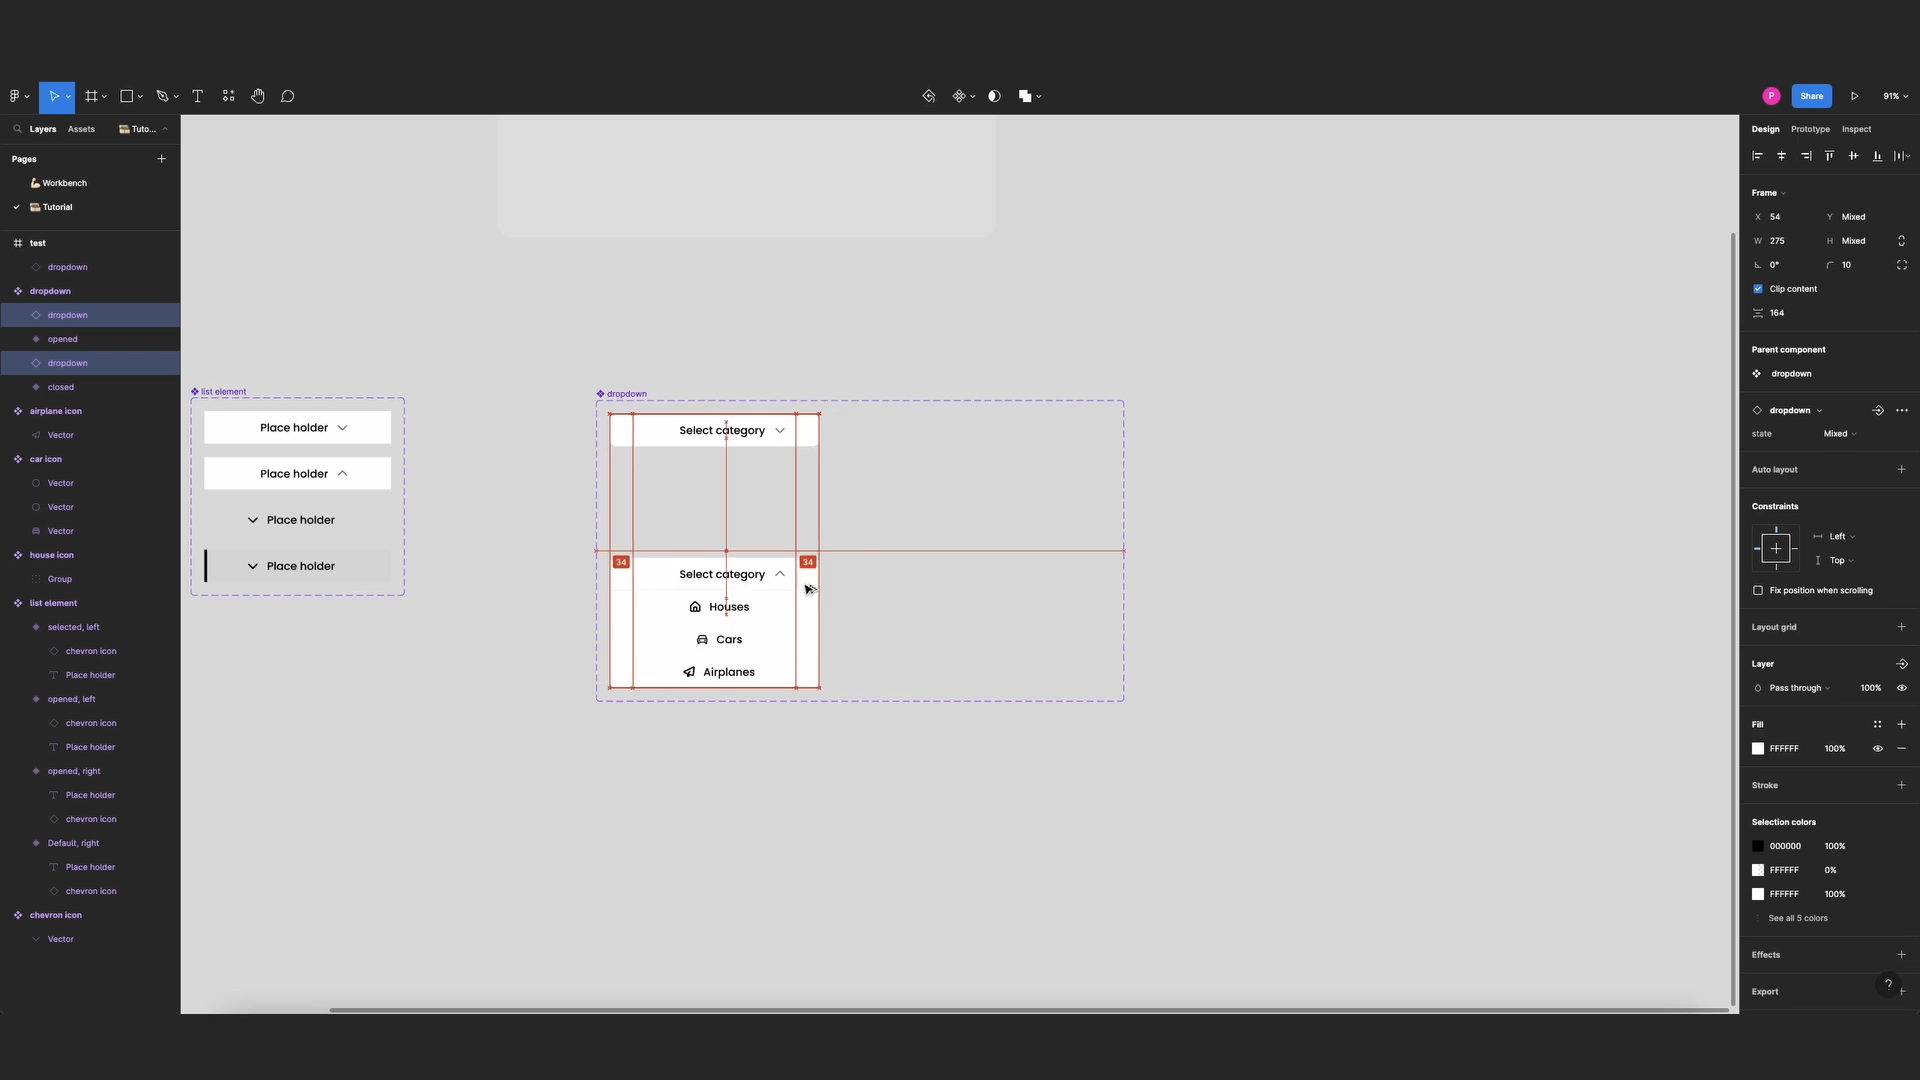 P
Share
91%
Layers
Assets
Tuto...
Design
Prototype
Inspect
Pages
Workbench
Tutorial
test
dropdown
dropdown
dropdown
opened
dropdown
closed
airplane icon
Vector
car icon
Vector
Vector
Vector
house icon
Group
list element
selected, left
chevron icon
Place holder
opened, left
chevron icon
Place holder
opened, right
Place holder
chevron icon
Default, right
Place holder
chevron icon
chevron icon
Vector
list element
Place holder
Place holder
Place holder
Place holder
dropdown
Select category
34
34
Select category
Houses
Cars
Airplanes
Frame
X 54 Y Mixed
W 275 H Mixed
0° 10
Clip content
164
Parent component
dropdown
dropdown
state Mixed
Auto layout
Constraints
Left
Top
Fix position when scrolling
Layout grid
Layer
Pass through 100%
Fill
FFFFFF 100%
Stroke
Selection colors
000000 100%
FFFFFF 0%
FFFFFF 100%
See all 5 colors
Effects
Export
?